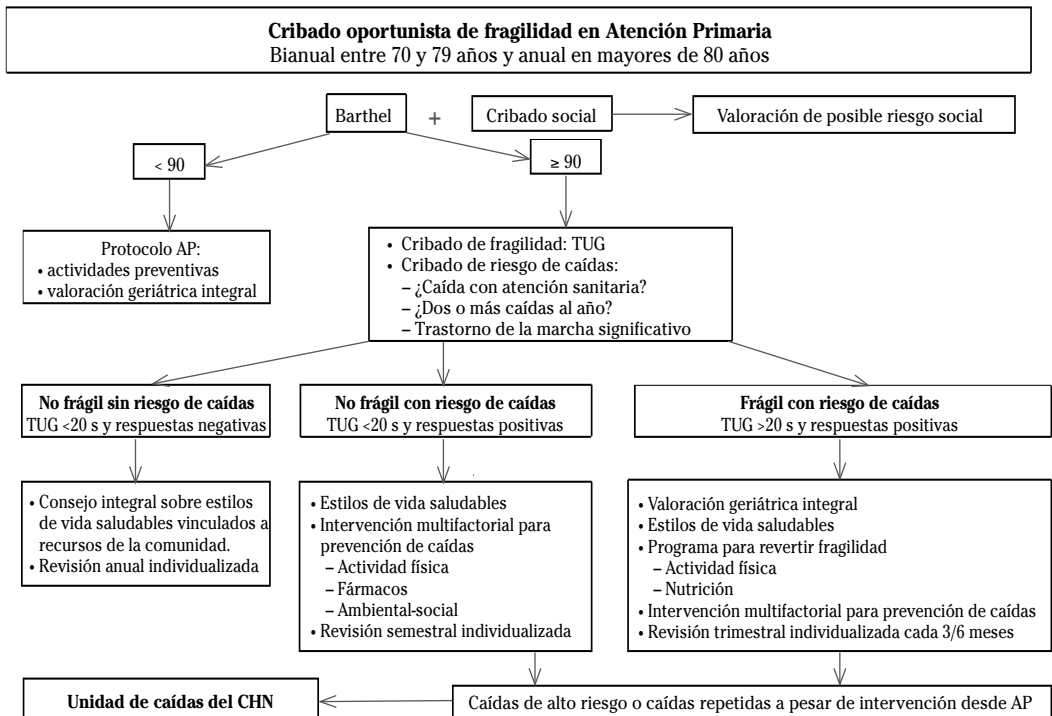 Cribado oportunista de fragilidad en Atención Primaria
Bianual entre 70 y 79 años y anual en mayores de 80 años
Barthel + Cribado social Valoración de posible riesgo social
< 90
≥ 90
Protocolo AP:
• actividades preventivas
• valoración geriátrica integral
• Cribado de fragilidad: TUG
• Cribado de riesgo de caídas:
– ¿Caída con atención sanitaria?
– ¿Dos o más caídas al año?
– Trastorno de la marcha significativo
No frágil sin riesgo de caídas
TUG <20 s y respuestas negativas
No frágil con riesgo de caídas
TUG <20 s y respuestas positivas
Frágil con riesgo de caídas
TUG >20 s y respuestas positivas
• Consejo integral sobre estilos
de vida saludables vinculados a
recursos de la comunidad.
• Revisión anual individualizada
• Estilos de vida saludables
• Intervención multifactorial para
prevención de caídas
– Actividad física
– Fármacos
– Ambiental-social
• Revisión semestral individualizada
• Valoración geriátrica integral
• Estilos de vida saludables
• Programa para revertir fragilidad
– Actividad física
– Nutrición
• Intervención multifactorial para prevención de caídas
• Revisión trimestral individualizada cada 3/6 meses
Unidad de caídas del CHN
Caídas de alto riesgo o caídas repetidas a pesar de intervención desde AP